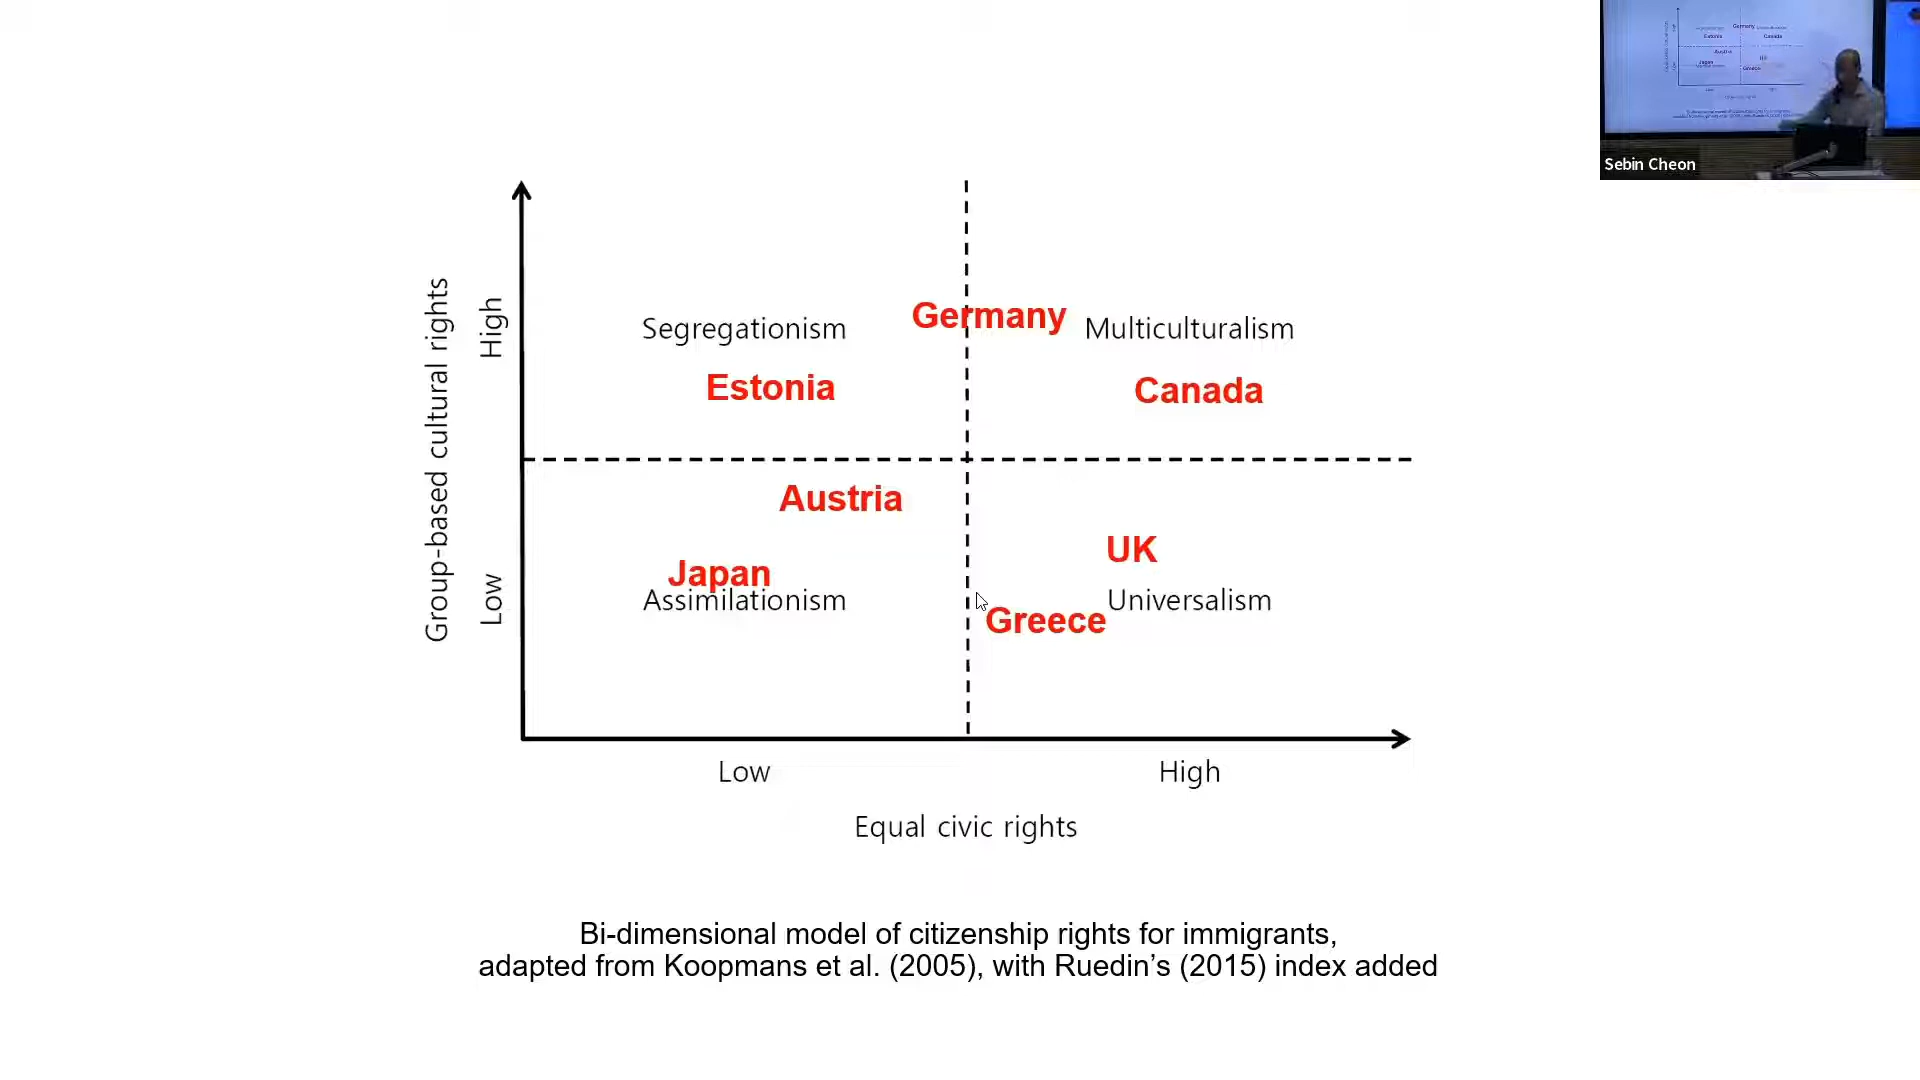 Sebin Cheon
Group-based cultural rights
High
Low
Segregationism
Germany
Multiculturalism
Estonia
Canada
Austria
UK
Japan
Assimilationism
Universalism
Greece
Low
High
Equal civic rights
Bi-dimensional model of citizenship rights for immigrants,
adapted from Koopmans et al. (2005), with Ruedin’s (2015) index added